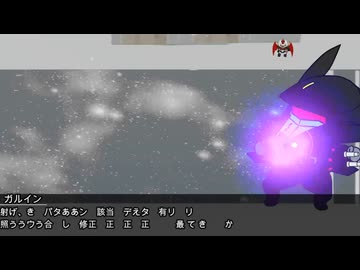 ガルイン
射げ、き　パタああン　該当　デえタ　有リ　リ
照ううウう合　し　修正　正　正　正　　　最てき　か